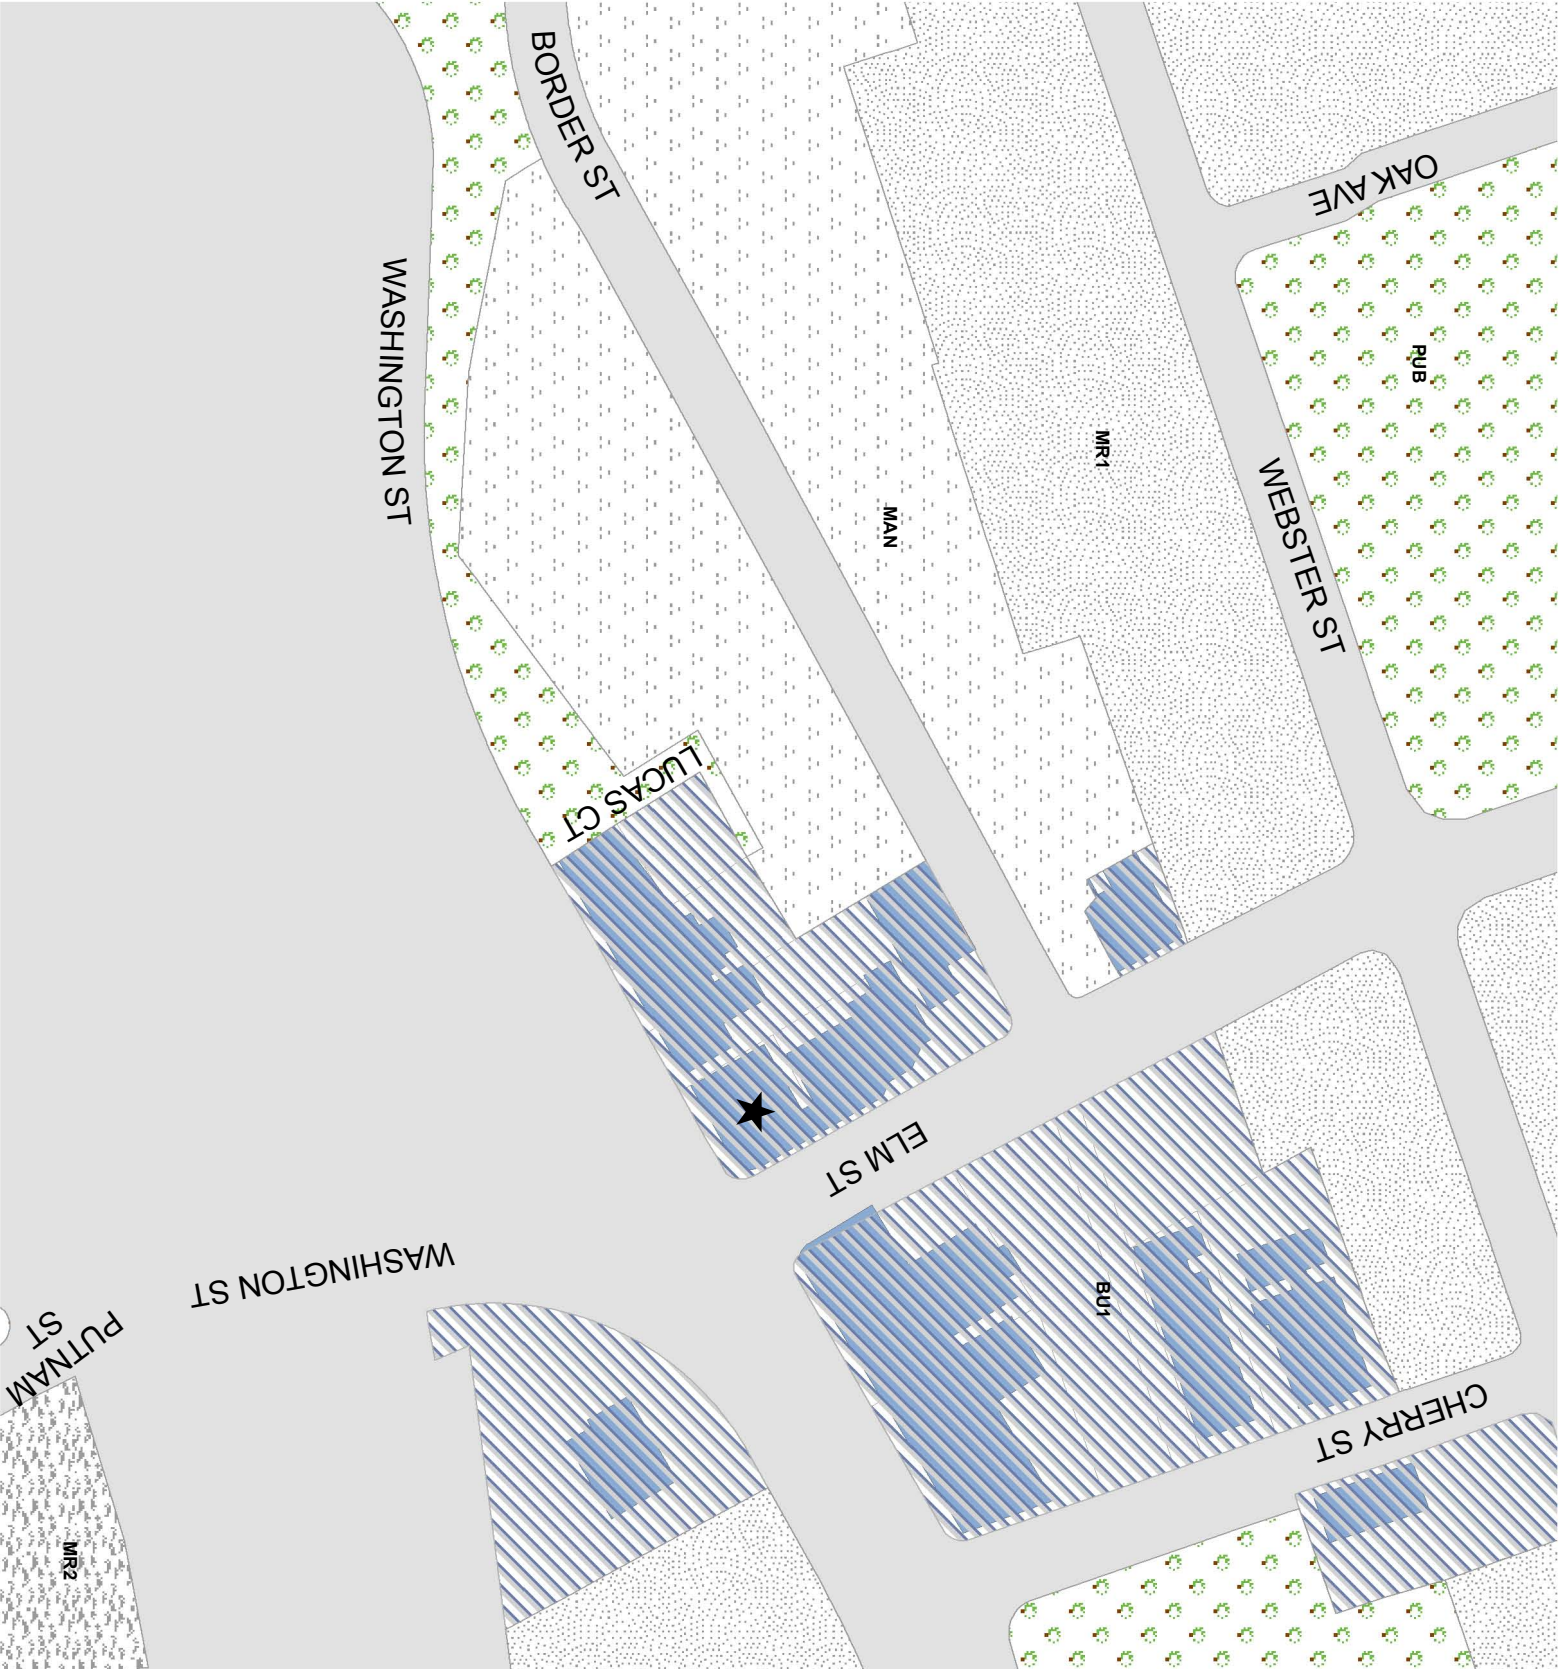 BORDER ST
OAK AVE
WASHINGTON ST
PUB
MR1
WEBSTER ST
MAN
LUCAS CT
ELM ST
WASHINGTON ST
BU1
PUTNAM
ST
CHERRY ST
MR2